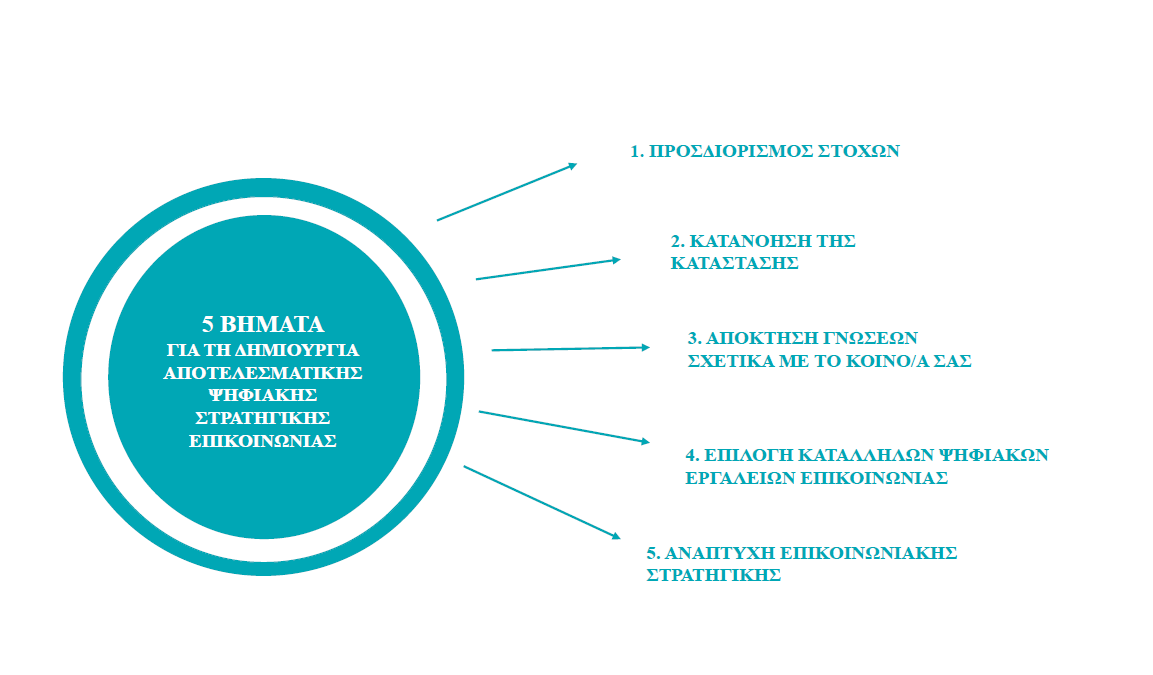 5 ΒΗΜΑΤΑ
ΓΙΑ ΤΗ ΔΗΜΙΟΥΡΓΙΑ
ΑΠΟΤΕΛΕΣΜΑΤΙΚΗΣ
ΨΗΦΙΑΚΗΣ
ΣΤΡΑΤΗΓΙΚΗΣ
ΕΠΙΚΟΙΝΩΝΙΑΣ
1. ΠΡΟΣΔΙΟΡΙΣΜΟΣ ΣΤΟΧΩΝ
2. ΚΑΤΑΝΟΗΣΗ ΤΗΣ
ΚΑΤΑΣΤΑΣΗΣ
3. ΑΠΟΚΤΗΣΗ ΓΝΩΣΕΩΝ
ΣΧΕΤΙΚΑ ΜΕ ΤΟ ΚΟΙΝΟ/Α ΣΑΣ
4. ΕΠΙΛΟΓΗ ΚΑΤΑΛΛΗΛΩΝ ΨΗΦΙΑΚΩΝ
ΕΡΓΑΛΕΙΩΝ ΕΠΙΚΟΙΝΩΝΙΑΣ
5. ΑΝΑΠΤΥΧΗ ΕΠΙΚΟΙΝΩΝΙΑΚΗΣ
ΣΤΡΑΤΗΓΙΚΗΣ